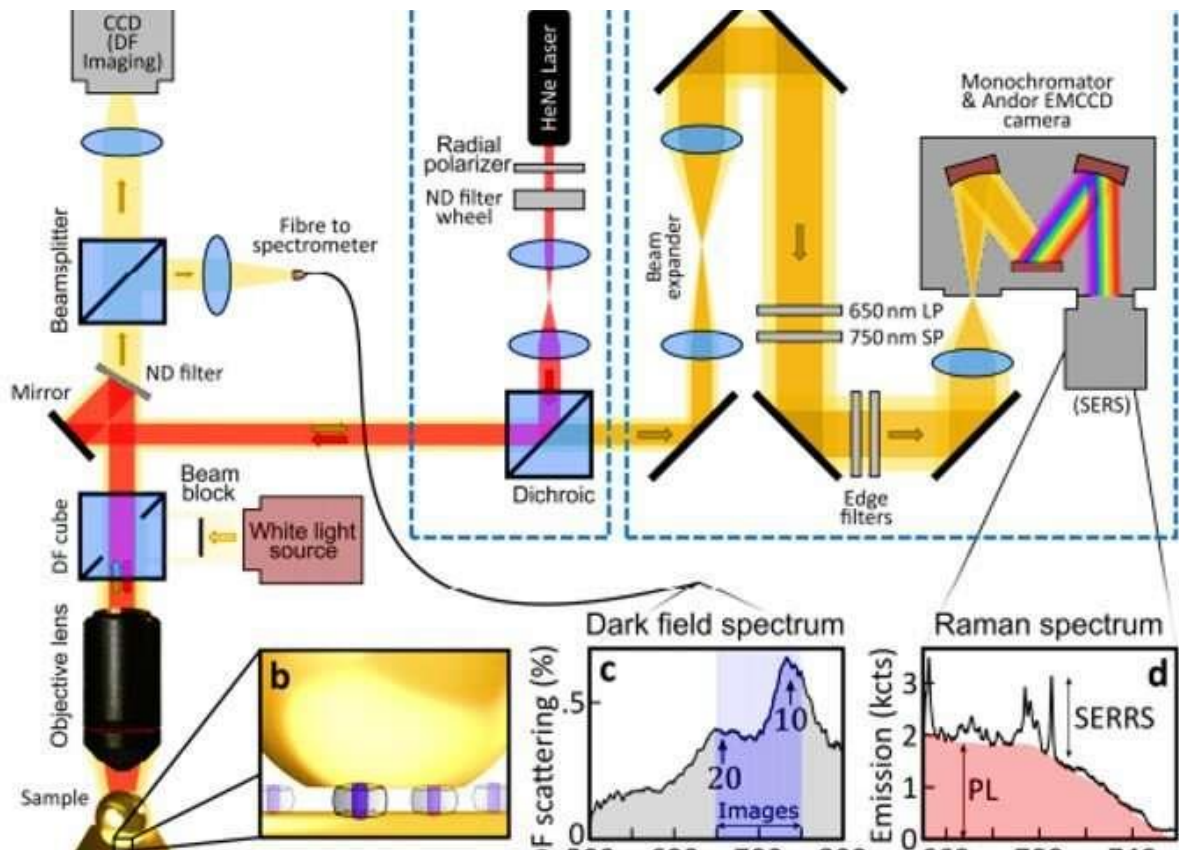 CCD
(DF
Imaging)
HeNe Laser
Monochromator
& Andor EMCCD
camera
Radial
polarizer
ND filter
wheel
Fibre to
spectrometer
Beamsplitter
Beam
expander
650 nm LP
750 nm SP
ND filter
Mirror
(SERS)
Dichroic
Edge
filters
Beam
block
DF cube
White light
source
Objective lens
Sample
b
Dark field spectrum
c
DF scattering (%)
.5
0
10
20
Images
Raman spectrum
d
Emission (kcts)
3
2
1
0
SERRS
PL